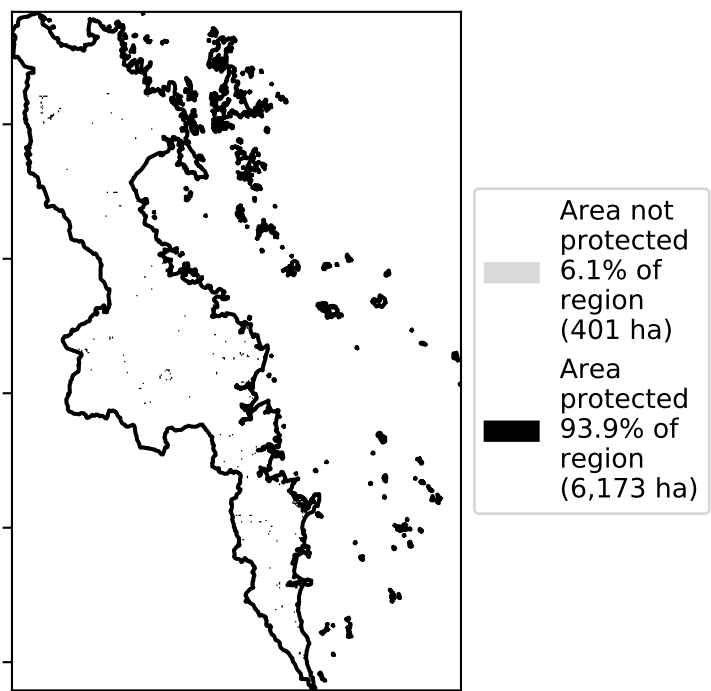 Area not
protected
6.1% of
region
(401 ha)
Area
protected
93.9% of
region
(6,173 ha)